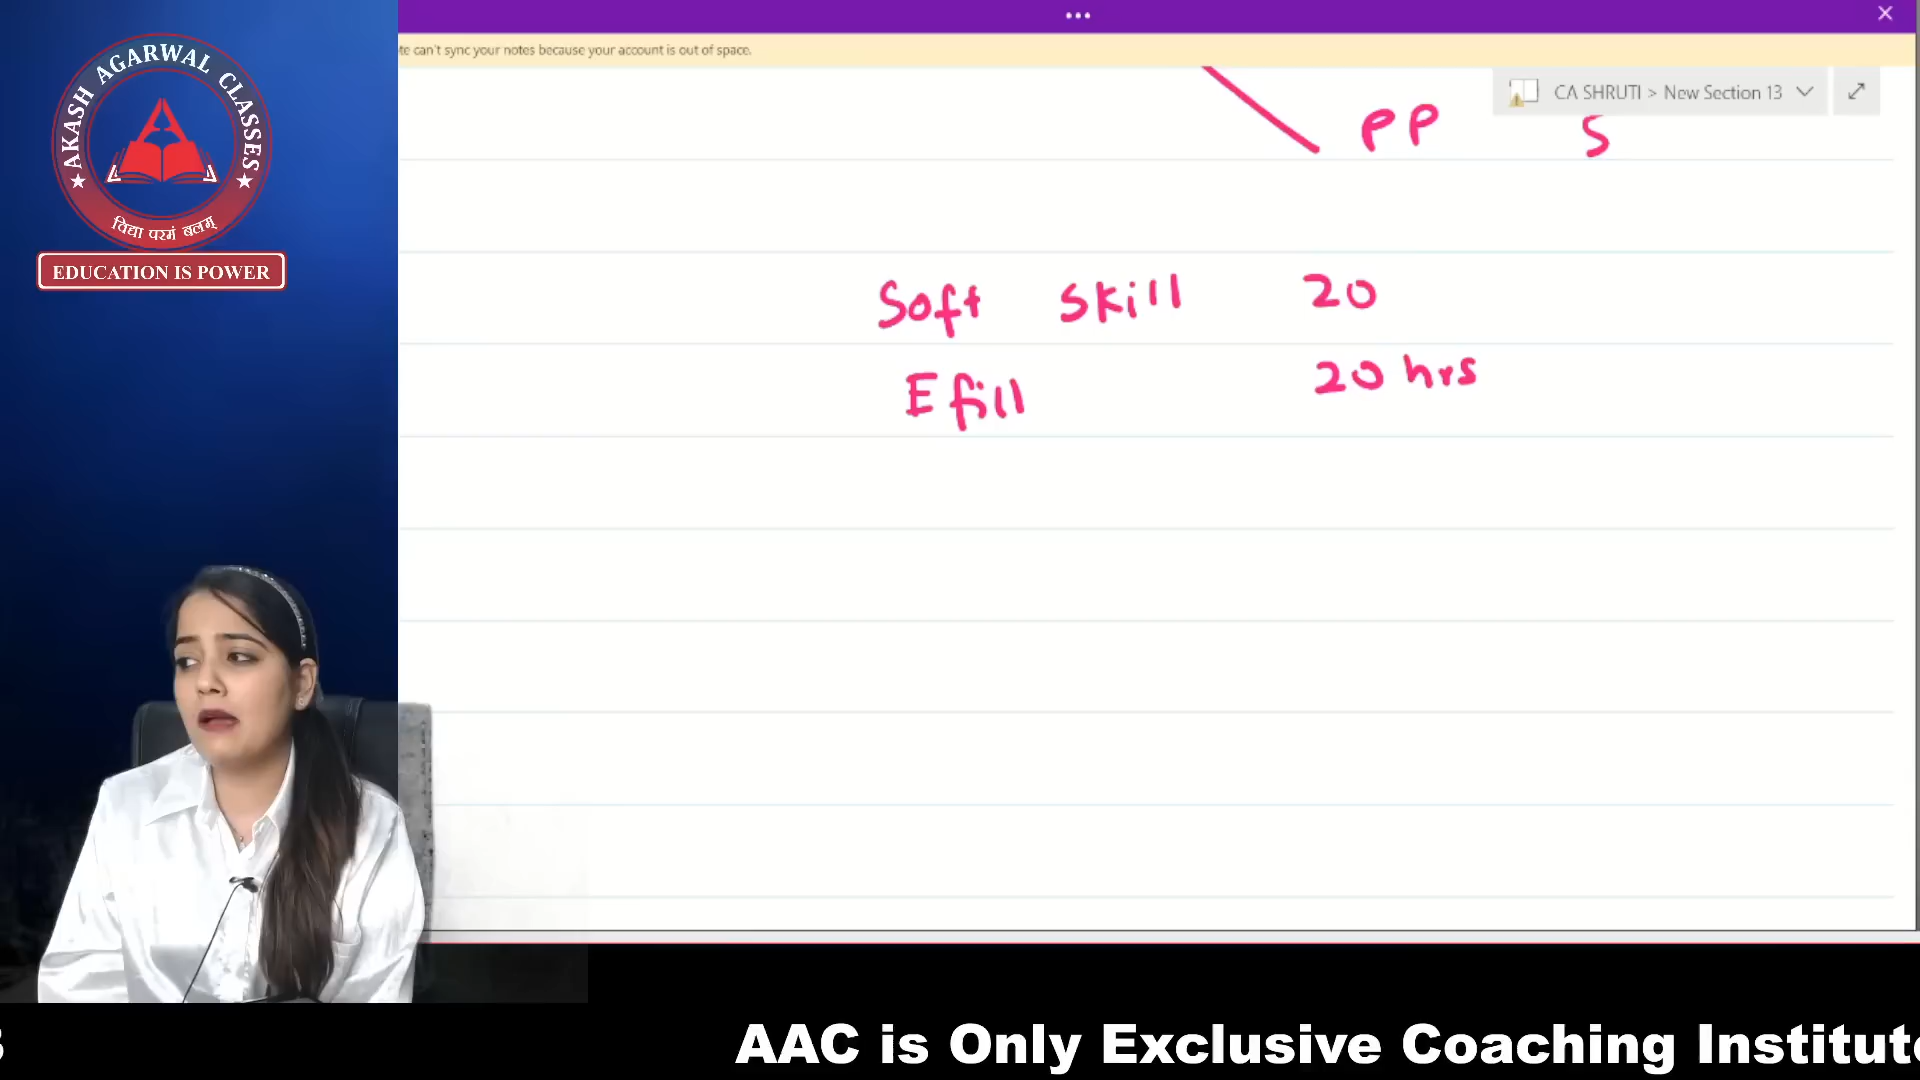 AKASH AGARWAL CLASSES
विद्या परमं बलम्
EDUCATION IS POWER
te can't sync your notes because your account is out of space.
CA SHRUTI > New Section 13
PP S
Soft Skill 20
E fill 20 hrs
AAC is Only Exclusive Coaching Institute